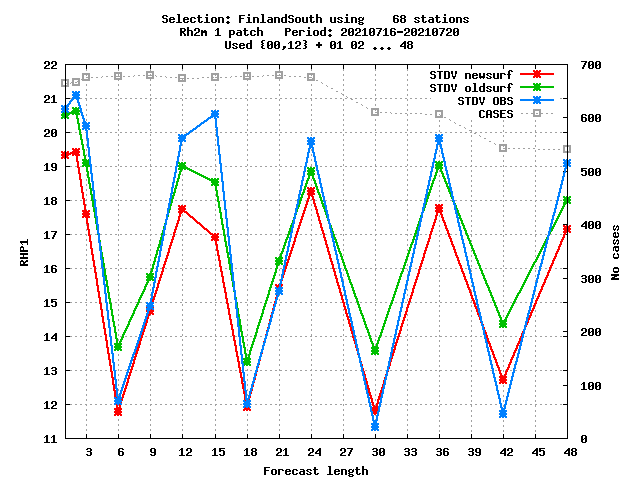 Selection: FinlandSouth using    68 stations
Rh2m 1 patch   Period: 20210716-20210720
Used {00,12} + 01 02 ... 48
STDV newsurf
STDV oldsurf
STDV OBS
CASES
22
21
20
19
18
17
16
15
14
13
12
11
RHP1
700
600
500
400
300
200
100
0
No cases
3 6 9 12 15 18 21 24 27 30 33 36 39 42 45 48
Forecast length